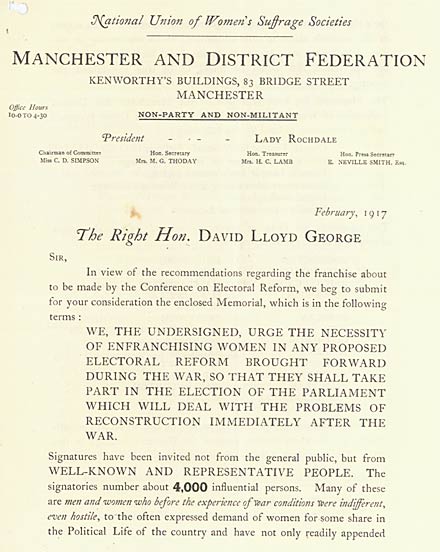 National Union of Women's Suffrage Societies
MANCHESTER AND DISTRICT FEDERATION
KENWORTHY'S BUILDINGS, 83 BRIDGE STREET
MANCHESTER
Office Hours
10-0 TO 4-30
NON-PARTY AND NON-MILITANT
President - - - LADY ROCHDALE
Chairman of Committee
Miss C. D. SIMPSON
Hon. Secretary
Mrs. M. G. THODAY
Hon. Treasurer
Mrs. H. C. LAMB
Hon. Press Secretary
E. NEVILLE SMITH, Esq.
February, 1917
The Right Hon. DAVID LLOYD GEORGE
SIR,
In view of the recommendations regarding the franchise about
to be made by the Conference on Electoral Reform, we beg to submit
for your consideration the enclosed Memorial, which is in the following
terms :
WE, THE UNDERSIGNED, URGE THE NECESSITY
OF ENFRANCHISING WOMEN IN ANY PROPOSED
ELECTORAL REFORM BROUGHT FORWARD
DURING THE WAR, SO THAT THEY SHALL TAKE
PART IN THE ELECTION OF THE PARLIAMENT
WHICH WILL DEAL WITH THE PROBLEMS OF
RECONSTRUCTION IMMEDIATELY AFTER THE
WAR.
Signatures have been invited not from the general public, but from
WELL-KNOWN AND REPRESENTATIVE PEOPLE. The
signatories number about 4,000 influential persons. Many of these
are men and women who before the experience of war conditions were indifferent,
even hostile, to the often expressed demand of women for some share in
the Political Life of the country and have not only readily appended